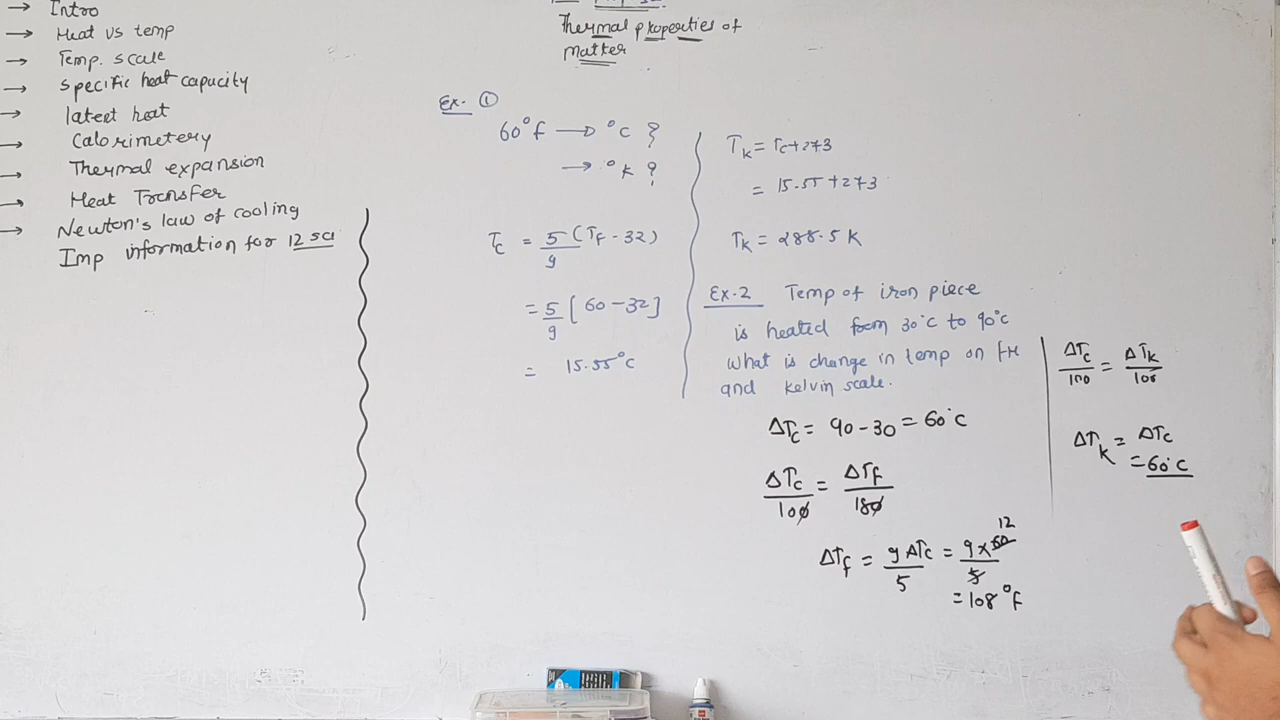 → Intro
→ Heat vs temp
→ Temp. scale
→ Specific heat capacity
→ latent heat
→ Calorimetery
→ Thermal expansion
→ Heat Transfer
→ Newton's law of cooling
Imp information for 12 sci
Thermal properties of
matter
Ex. ①
60°f → °C ?
→ °K ?
Tc = 5/9 (Tf - 32)
= 5/9 [60 - 32]
= 15.55°C
Tk = Tc + 273
= 15.55 + 273
Tk = 288.5 K
Ex.2 Temp of iron piece
is heated form 30°C to 90°C
What is change in temp on FH
and kelvin scale.
ΔTc = 90 - 30 = 60°C
ΔTc/100 = ΔTf/180
ΔTf = 9 ΔTc/5 = 9 × 60/5
12
= 108°F
ΔTc/100 = ΔTk/100
ΔTk = ΔTc
= 60°C